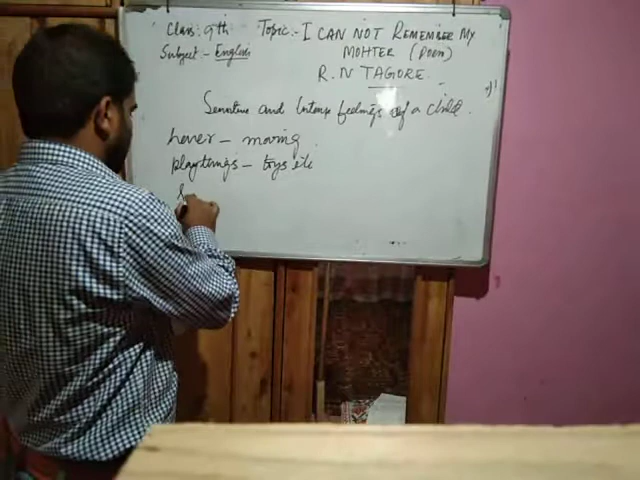 Class: 9th Topic:- I CAN NOT REMEMBER MY
Subject:- English MOHTER (POEM)
R.N TAGORE.
Sensitive and Intense feelings of a child.
hover - moving
playtings - toys etc